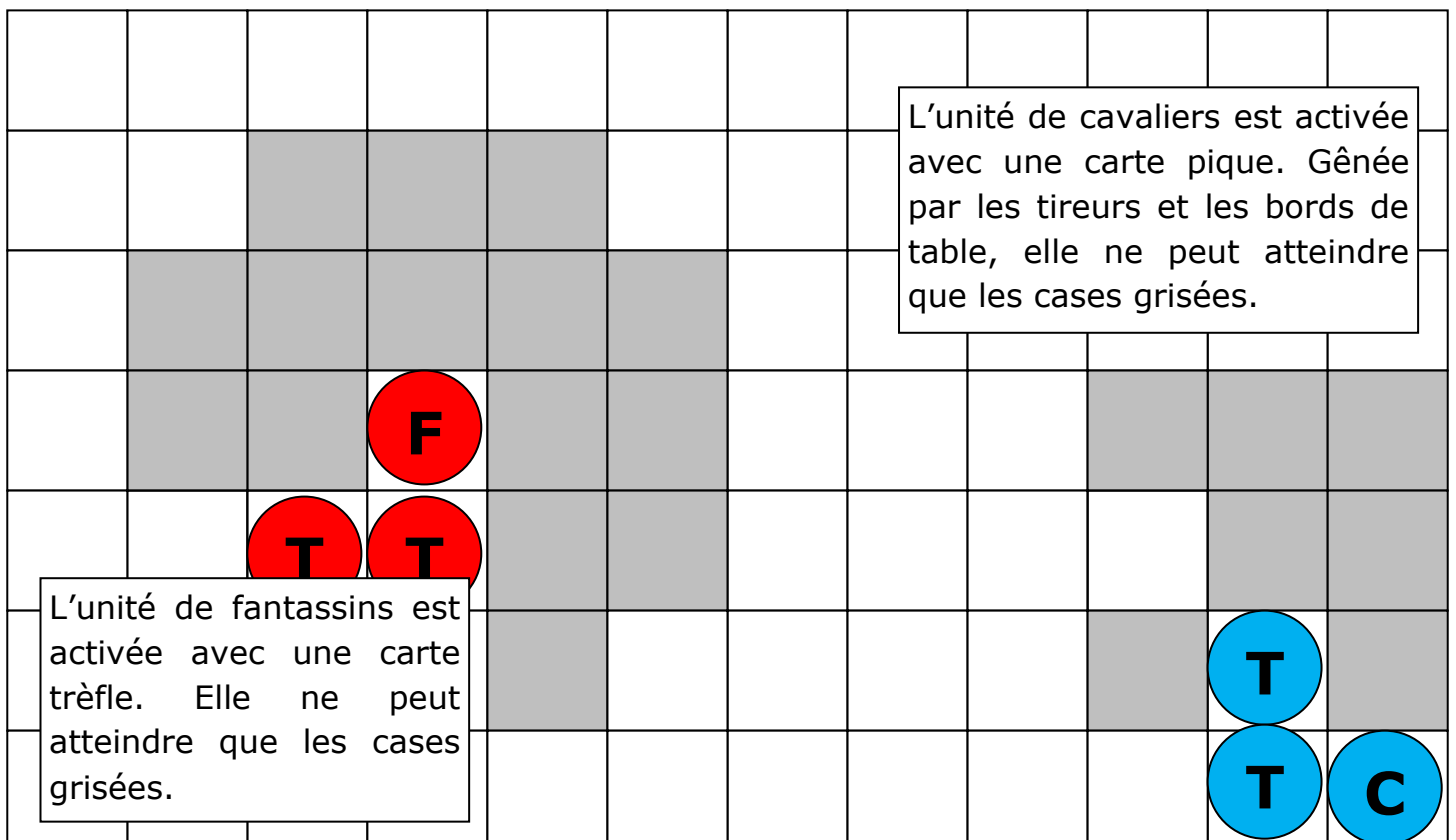 L’unité de cavaliers est activée
avec une carte pique. Gênée
par les tireurs et les bords de
table, elle ne peut atteindre
que les cases grisées.
F
T T
L’unité de fantassins est
activée avec une carte
trèfle. Elle ne peut
atteindre que les cases
grisées.
T
T C